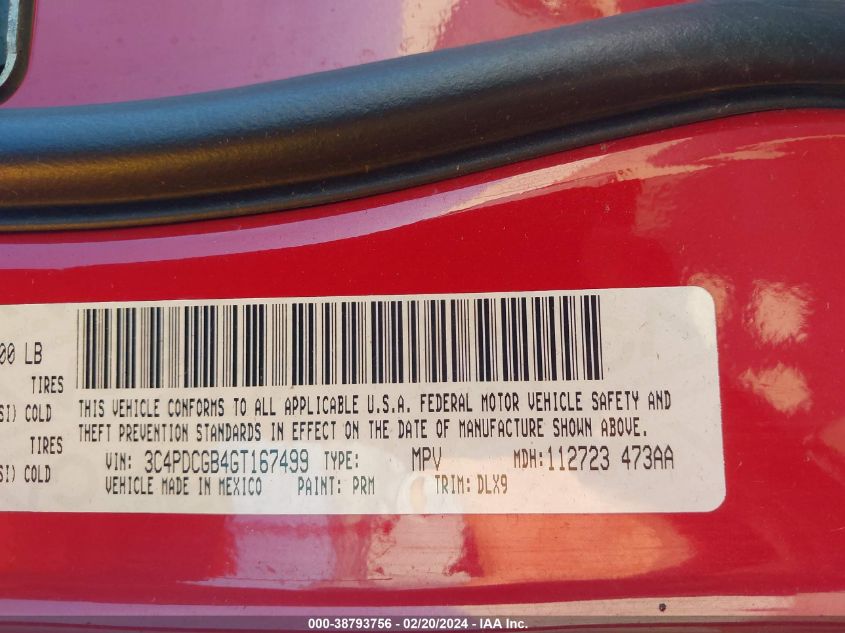 00 LB
TIRES
SI) COLD
TIRES
SI) COLD
THIS VEHICLE CONFORMS TO ALL APPLICABLE U.S.A. FEDERAL MOTOR VEHICLE SAFETY AND
THEFT PREVENTION STANDARDS IN EFFECT ON THE DATE OF MANUFACTURE SHOWN ABOVE.
VIN: 3C4PDCGB4GT167499 TYPE: MPV MDH: 112723 473AA
VEHICLE MADE IN MEXICO PAINT: PRM TRIM: DLX9
000-38793756 - 02/20/2024 - IAA Inc.